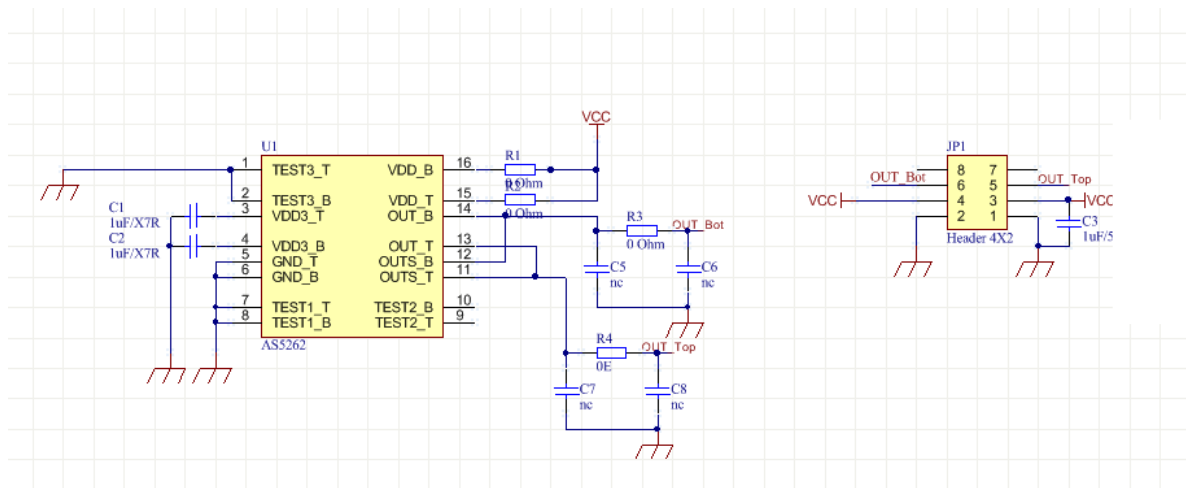 VCC
U1
1 TEST3_T VDD_B 16
R1
0 Ohm
2 TEST3_B VDD_T 15
R2
0 Ohm
C1
1uF/X7R
3 VDD3_T OUT_B 14
C2
1uF/X7R
4 VDD3_B OUT_T 13
5 GND_T OUTS_B 12
6 GND_B OUTS_T 11
7 TEST1_T TEST2_B 10
8 TEST1_B TEST2_T 9
AS5262
R3
0 Ohm
OUT_Bot
C5
nc
C6
nc
R4
0E
OUT_Top
C7
nc
C8
nc
JP1
8 7
OUT_Bot 6 5 OUT_Top
VCC 4 3 VCC
2 1
C3
1uF/5
Header 4X2